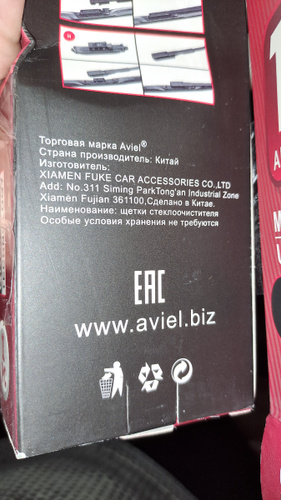 Торговая марка Aviel®
Страна производитель: Китай
Изготовитель:
XIAMEN FUKE CAR ACCESSORIES CO.,LTD
Add: No.311 Siming ParkTong'an Industrial Zone
Xiamen Fujian 361100,Сделано в Китае.
Наименование: щетки стеклоочистителя
Особые условия хранения не требуются
EAC
www.aviel.biz